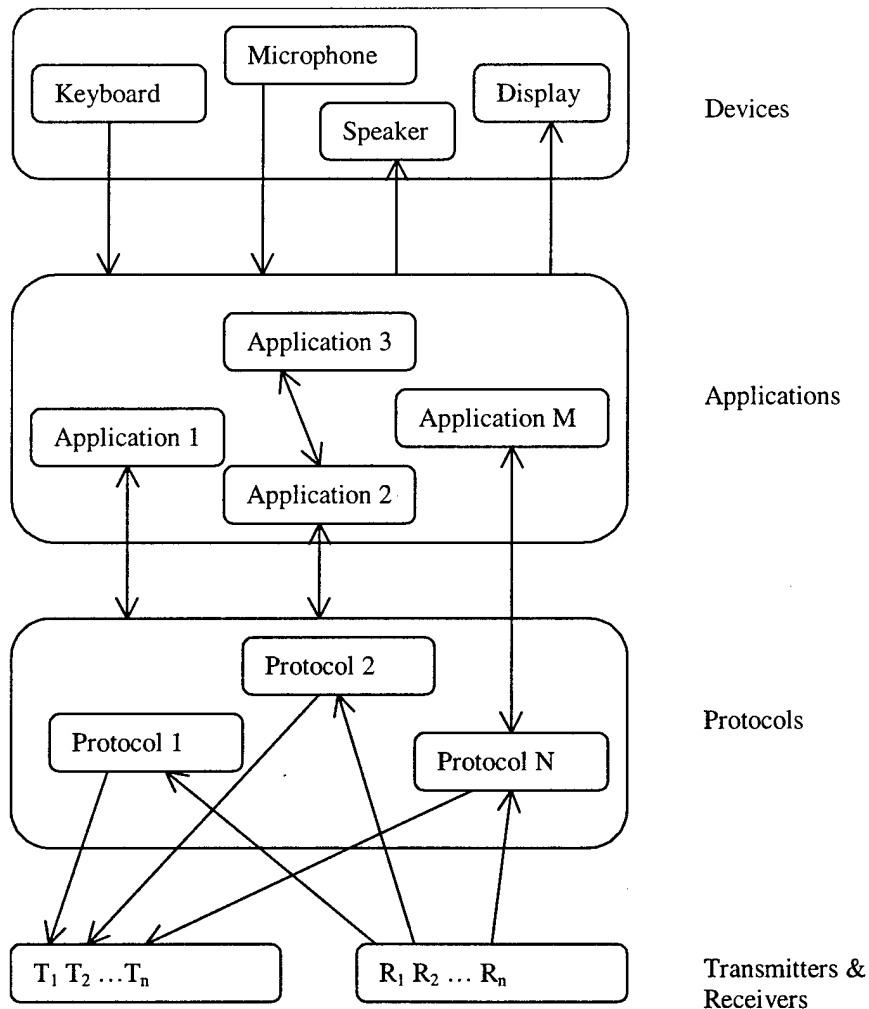 Microphone
Keyboard
Display
Speaker
Devices
Application 3
Applications
Application M
Application 1
Application 2
Protocol 2
Protocols
Protocol 1
Protocol N
T₁ T₂ …Tₙ
R₁ R₂ … Rₙ
Transmitters &
Receivers